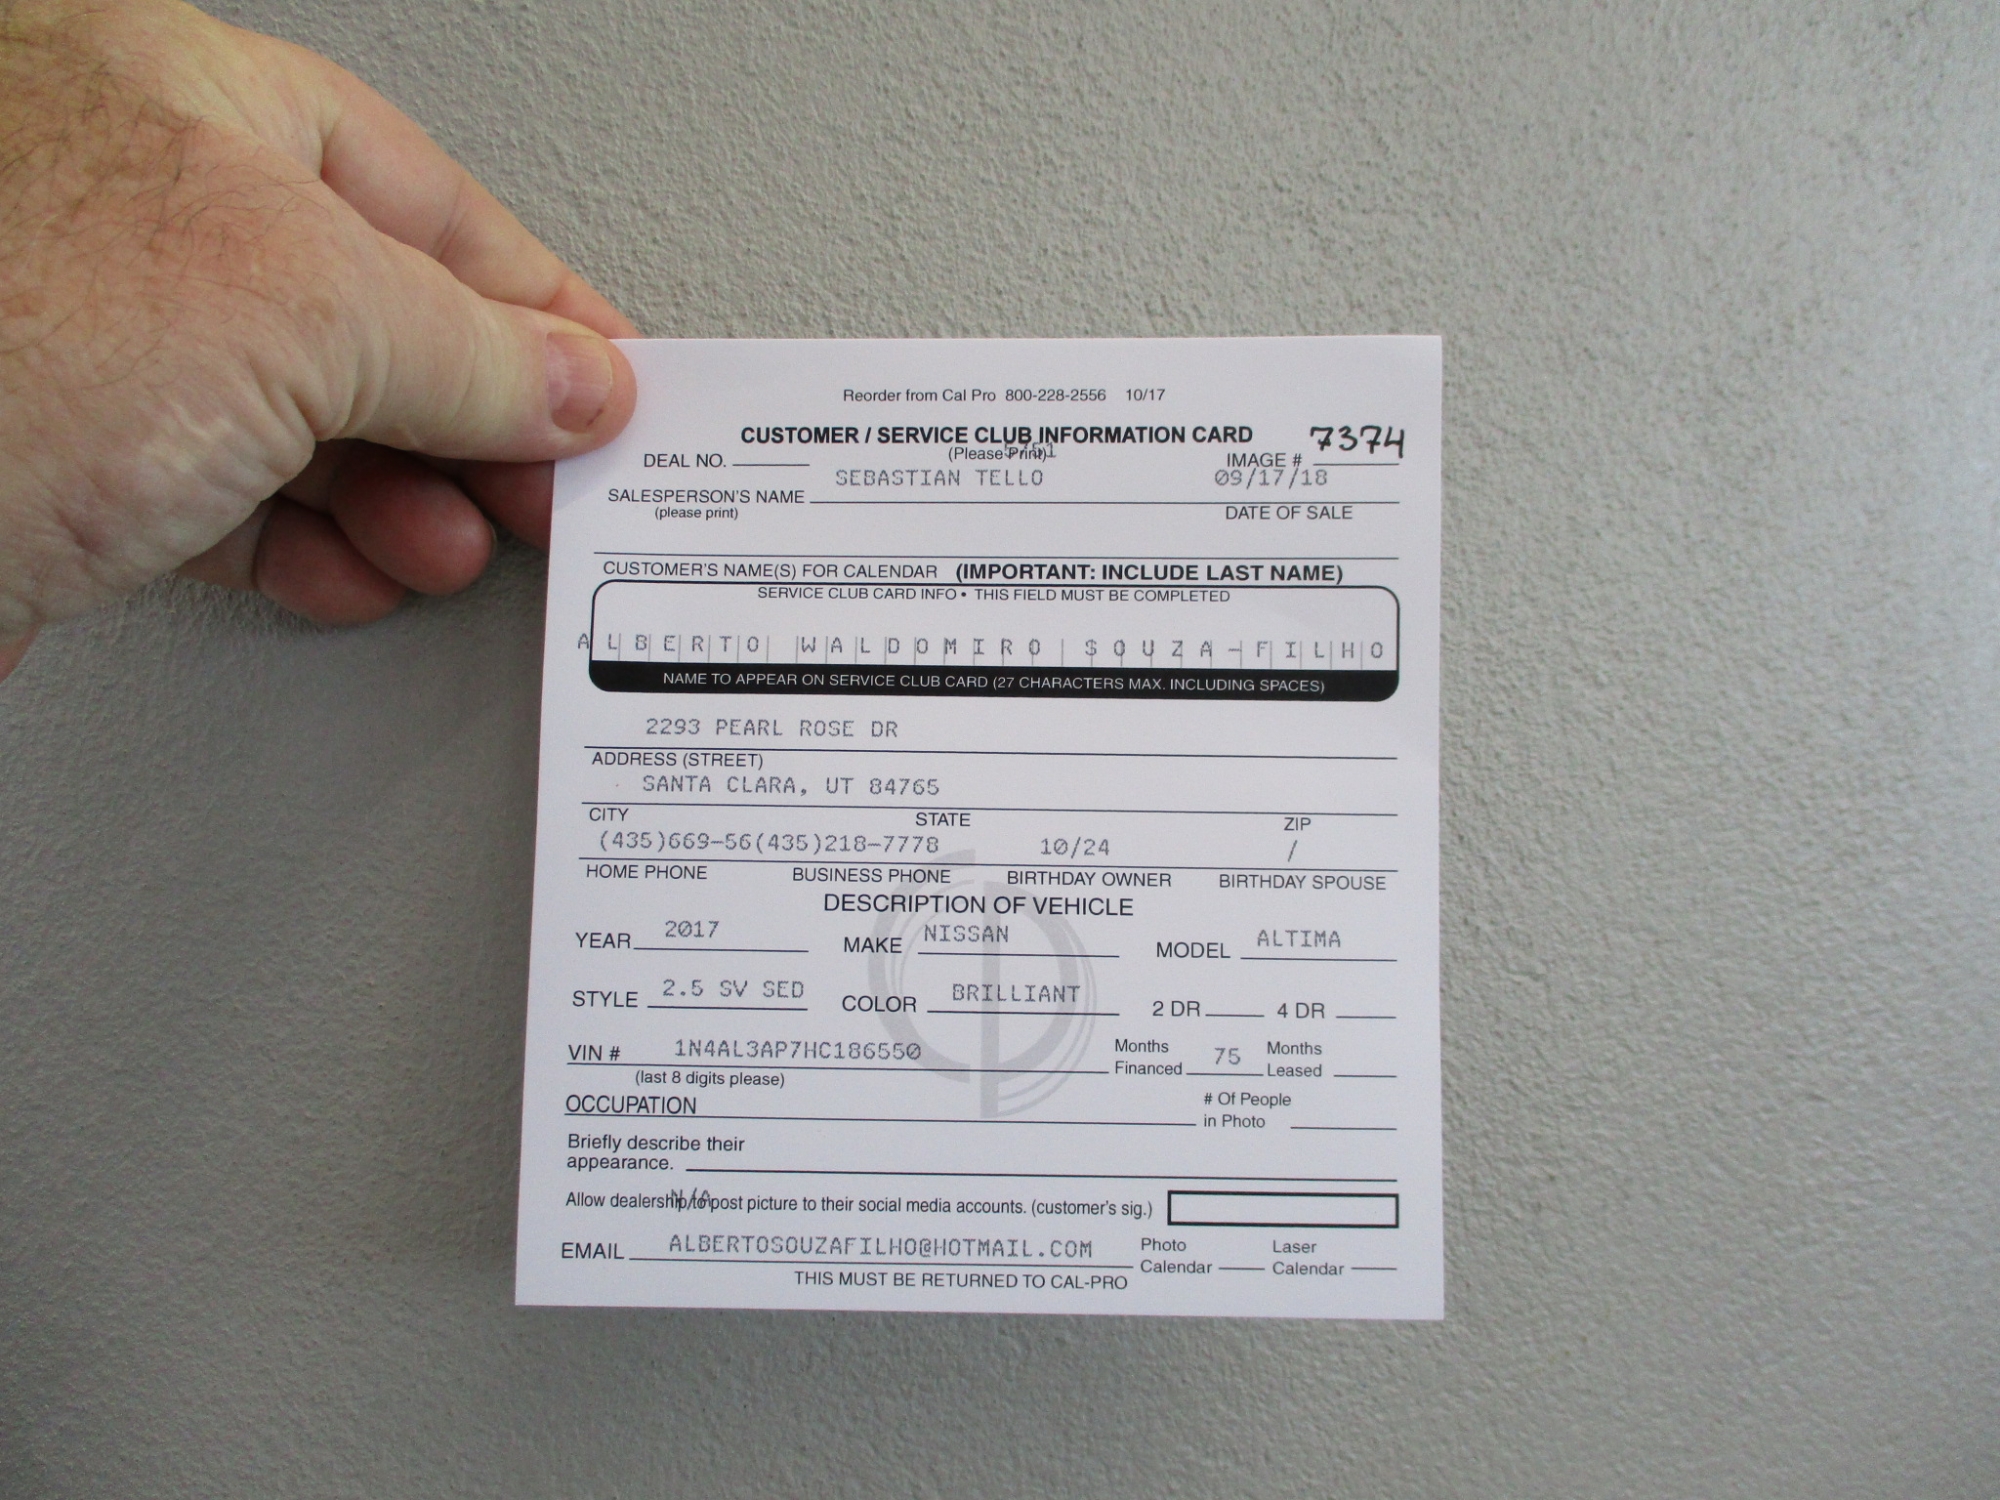 Reorder from Cal Pro 800-228-2556 10/17
CUSTOMER / SERVICE CLUB INFORMATION CARD 7374
(Please Print)
DEAL NO. IMAGE #
SEBASTIAN TELLO 09/17/18
SALESPERSON'S NAME DATE OF SALE
(please print)
CUSTOMER'S NAME(S) FOR CALENDAR (IMPORTANT: INCLUDE LAST NAME)
SERVICE CLUB CARD INFO • THIS FIELD MUST BE COMPLETED
ALBERTO WALDOMIRO SOUZA-FILHO
NAME TO APPEAR ON SERVICE CLUB CARD (27 CHARACTERS MAX. INCLUDING SPACES)
2293 PEARL ROSE DR
ADDRESS (STREET)
SANTA CLARA, UT 84765
CITY STATE ZIP
(435)669-56(435)218-7778 10/24 /
HOME PHONE BUSINESS PHONE BIRTHDAY OWNER BIRTHDAY SPOUSE
DESCRIPTION OF VEHICLE
YEAR 2017 MAKE NISSAN MODEL ALTIMA
STYLE 2.5 SV SED COLOR BRILLIANT 2 DR 4 DR
VIN # 1N4AL3AP7HC186550 Months Financed 75 Months Leased
(last 8 digits please)
OCCUPATION # Of People in Photo
Briefly describe their
appearance.
N/A
Allow dealership to post picture to their social media accounts. (customer's sig.)
EMAIL ALBERTOSOUZAFILHO@HOTMAIL.COM Photo Calendar Laser Calendar
THIS MUST BE RETURNED TO CAL-PRO